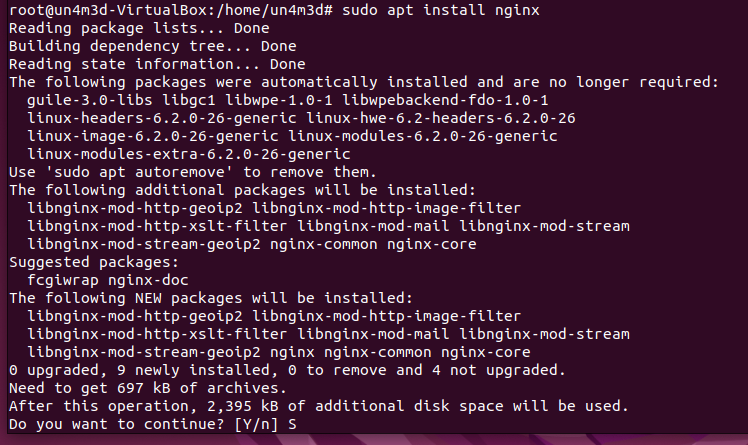 root@un4m3d-VirtualBox:/home/un4m3d# sudo apt install nginx
Reading package lists... Done
Building dependency tree... Done
Reading state information... Done
The following packages were automatically installed and are no longer required:
  guile-3.0-libs libgc1 libwpe-1.0-1 libwpebackend-fdo-1.0-1
  linux-headers-6.2.0-26-generic linux-hwe-6.2-headers-6.2.0-26
  linux-image-6.2.0-26-generic linux-modules-6.2.0-26-generic
  linux-modules-extra-6.2.0-26-generic
Use 'sudo apt autoremove' to remove them.
The following additional packages will be installed:
  libnginx-mod-http-geoip2 libnginx-mod-http-image-filter
  libnginx-mod-http-xslt-filter libnginx-mod-mail libnginx-mod-stream
  libnginx-mod-stream-geoip2 nginx-common nginx-core
Suggested packages:
  fcgiwrap nginx-doc
The following NEW packages will be installed:
  libnginx-mod-http-geoip2 libnginx-mod-http-image-filter
  libnginx-mod-http-xslt-filter libnginx-mod-mail libnginx-mod-stream
  libnginx-mod-stream-geoip2 nginx nginx-common nginx-core
0 upgraded, 9 newly installed, 0 to remove and 4 not upgraded.
Need to get 697 kB of archives.
After this operation, 2,395 kB of additional disk space will be used.
Do you want to continue? [Y/n] S